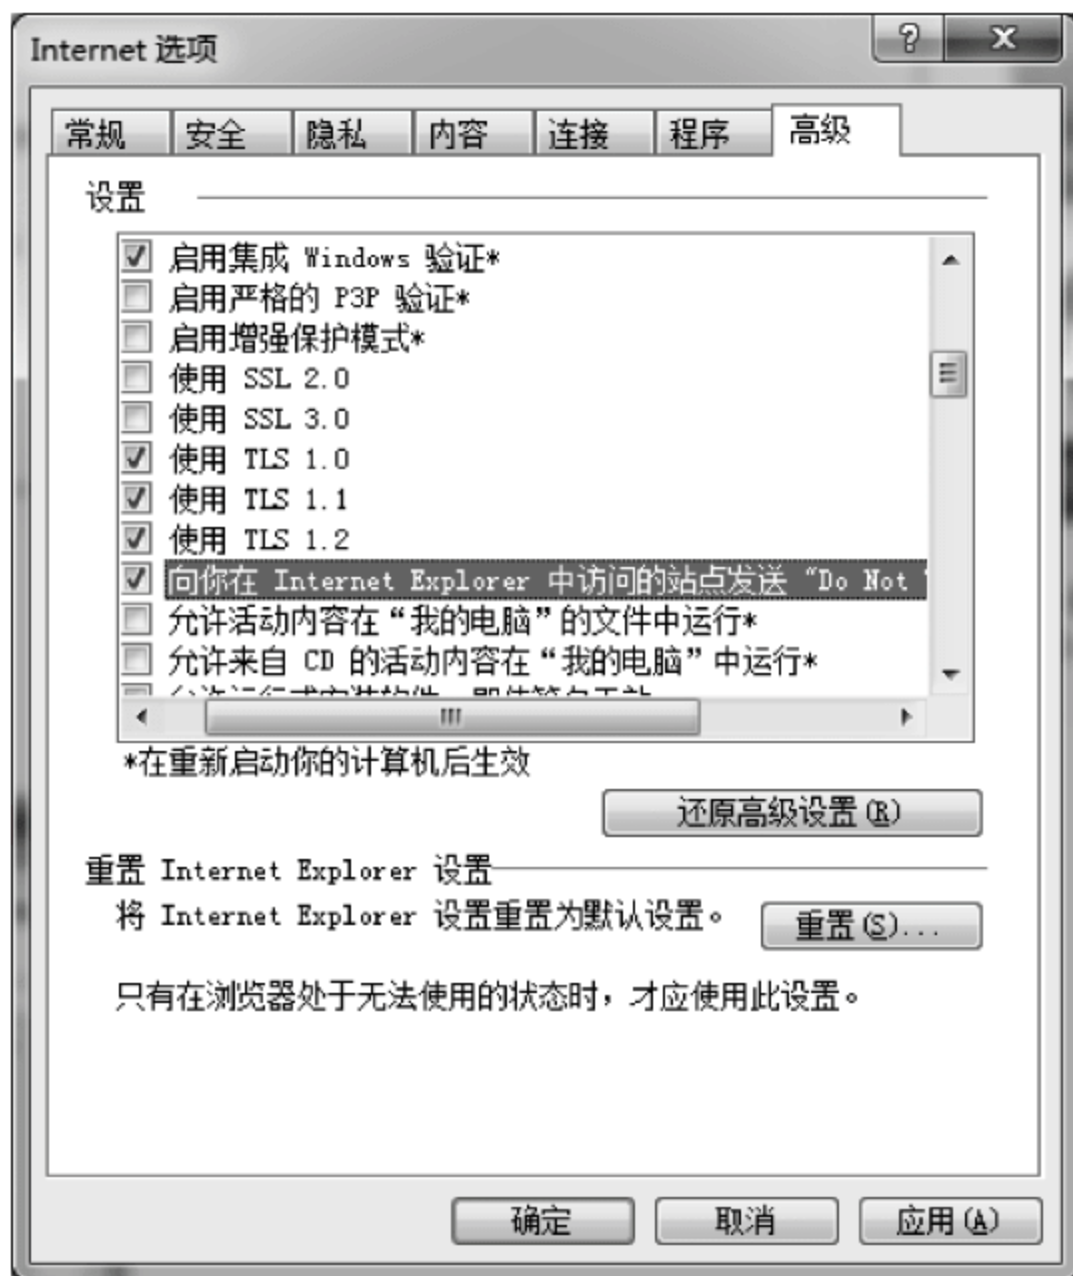 Internet 选项
?
常规 安全 隐私 内容 连接 程序 高级
设置
启用集成 Windows 验证*
启用严格的 P3P 验证*
启用增强保护模式*
使用 SSL 2.0
使用 SSL 3.0
使用 TLS 1.0
使用 TLS 1.1
使用 TLS 1.2
向你在 Internet Explorer 中访问的站点发送 “Do Not
允许活动内容在“我的电脑”的文件中运行*
允许来自 CD 的活动内容在“我的电脑”中运行*
*在重新启动你的计算机后生效
还原高级设置(R)
重置 Internet Explorer 设置
将 Internet Explorer 设置重置为默认设置。
重置(S)...
只有在浏览器处于无法使用的状态时，才应使用此设置。
确定 取消 应用(A)